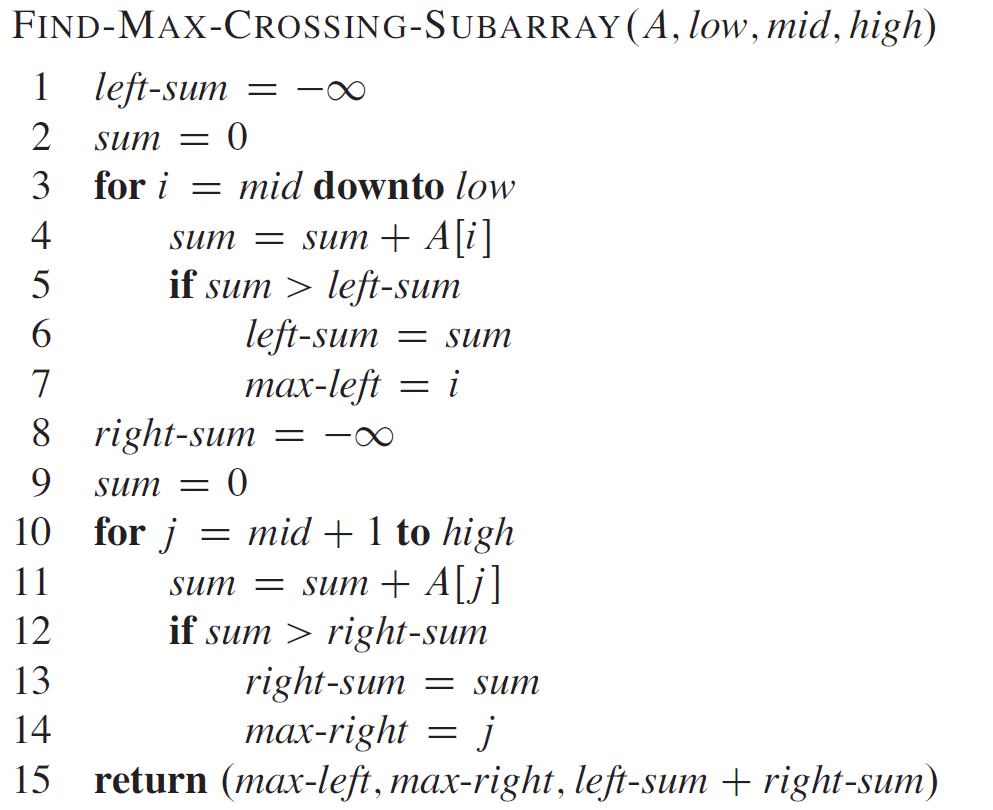 FIND-MAX-CROSSING-SUBARRAY(A, low, mid, high)
1 left-sum = −∞
2 sum = 0
3 for i = mid downto low
4 sum = sum + A[i]
5 if sum > left-sum
6 left-sum = sum
7 max-left = i
8 right-sum = −∞
9 sum = 0
10 for j = mid + 1 to high
11 sum = sum + A[j]
12 if sum > right-sum
13 right-sum = sum
14 max-right = j
15 return (max-left, max-right, left-sum + right-sum)